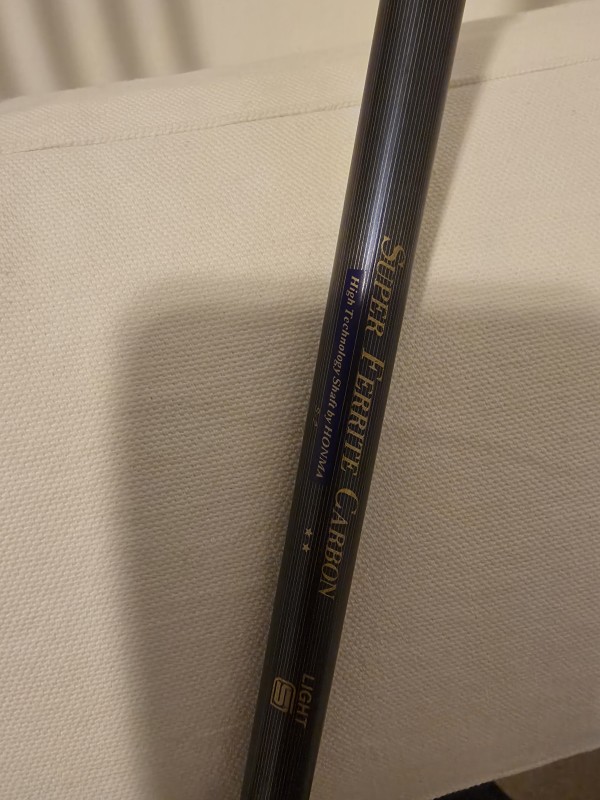 SUPER FERRITE CARBON
High Technology Shaft by HONMA
★★
LIGHT
S